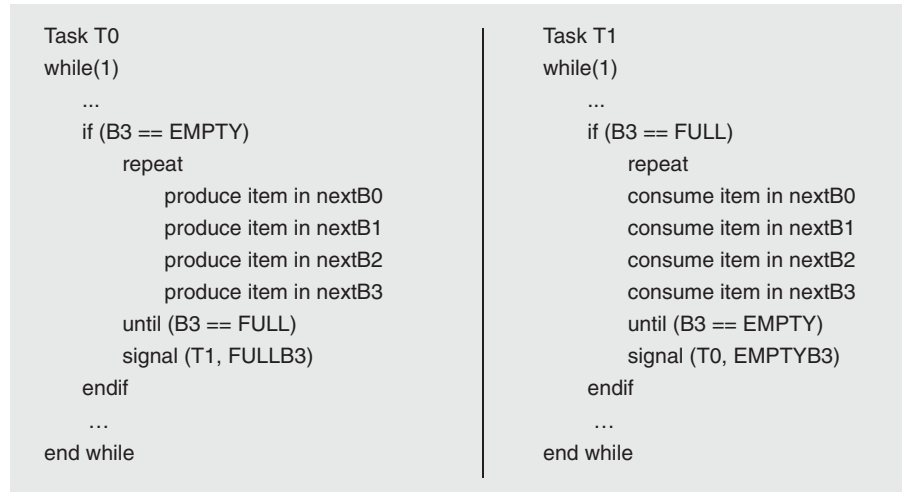 Task T0
while(1)
...
if (B3 == EMPTY)
repeat
produce item in nextB0
produce item in nextB1
produce item in nextB2
produce item in nextB3
until (B3 == FULL)
signal (T1, FULLB3)
endif
...
end while
Task T1
while(1)
...
if (B3 == FULL)
repeat
consume item in nextB0
consume item in nextB1
consume item in nextB2
consume item in nextB3
until (B3 == EMPTY)
signal (T0, EMPTYB3)
endif
...
end while